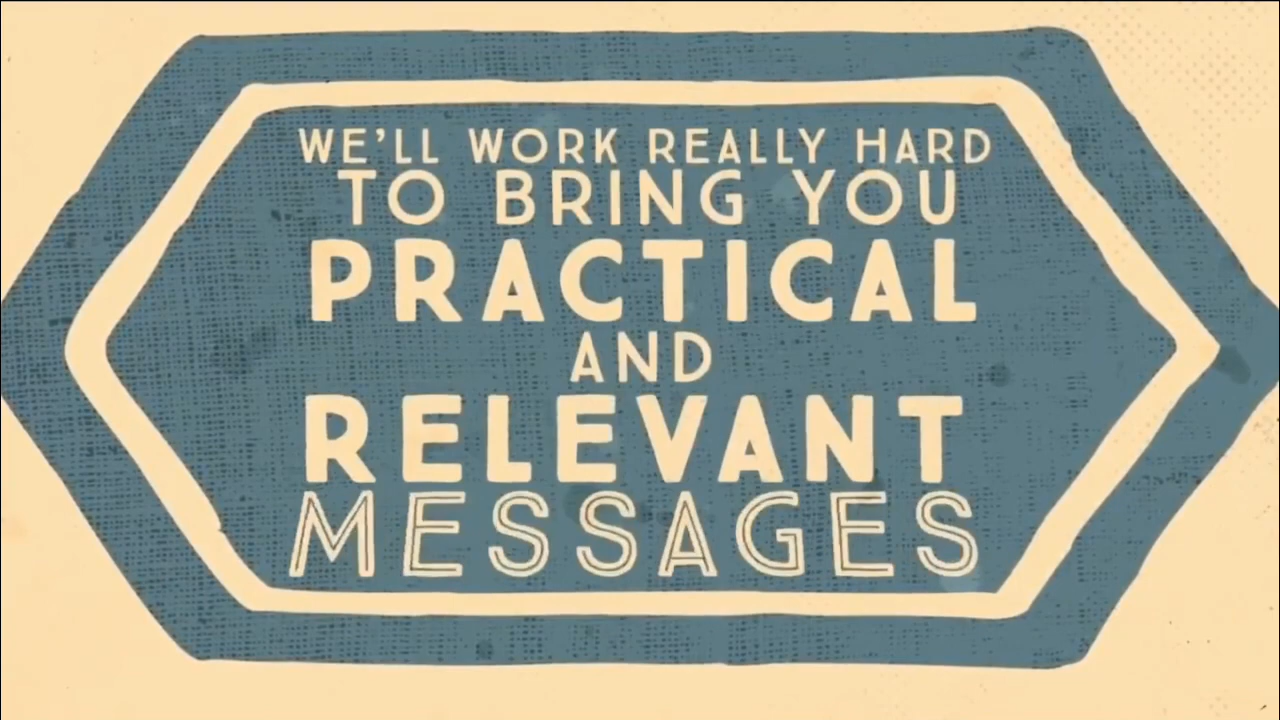 WE'LL WORK REALLY HARD
TO BRING YOU
PRACTICAL
AND
RELEVANT
MESSAGES